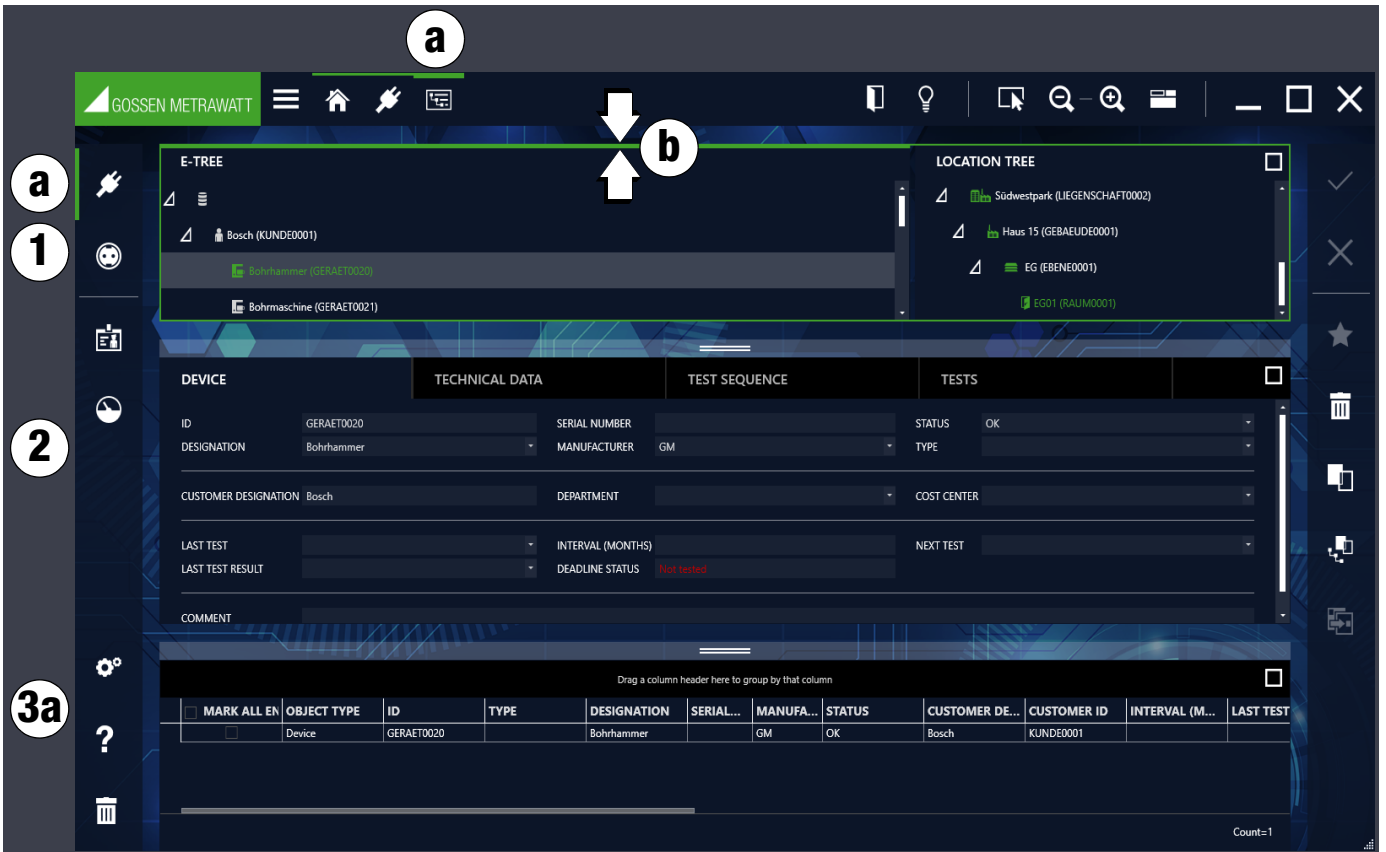 a
GOSSEN METRAWATT
b
a
E-TREE
LOCATION TREE
Südwestpark (LIEGENSCHAFT0002)
1
Bosch (KUNDE0001)
Haus 15 (GEBAEUDE0001)
Bohrhammer (GERAET0020)
EG (EBENE0001)
Bohrmaschine (GERAET0021)
EG01 (RAUM0001)
DEVICE TECHNICAL DATA TEST SEQUENCE TESTS
2
ID GERAET0020 SERIAL NUMBER STATUS OK
DESIGNATION Bohrhammer MANUFACTURER GM TYPE
CUSTOMER DESIGNATION Bosch DEPARTMENT COST CENTER
LAST TEST INTERVAL (MONTHS) NEXT TEST
LAST TEST RESULT DEADLINE STATUS Not tested
COMMENT
3a
Drag a column header here to group by that column
MARK ALL EN OBJECT TYPE ID TYPE DESIGNATION SERIAL... MANUFA... STATUS CUSTOMER DE... CUSTOMER ID INTERVAL (M... LAST TEST
Device GERAET0020 Bohrhammer GM OK Bosch KUNDE0001
?
Count=1